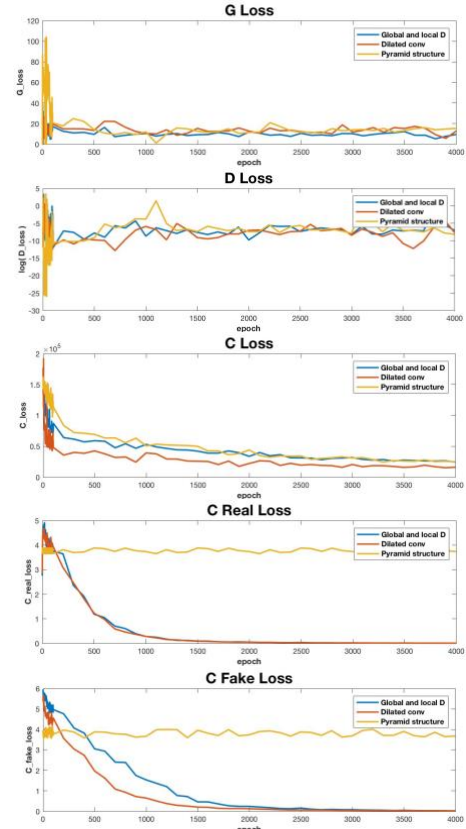 G Loss
120
100
80
60
40
20
0
G_loss
Global and local D
Dilated conv
Pyramid structure
0 500 1000 1500 2000 2500 3000 3500 4000
epoch
D Loss
5
0
-5
-10
-15
-20
-25
-30
log( D_loss )
Global and local D
Dilated conv
Pyramid structure
0 500 1000 1500 2000 2500 3000 3500 4000
epoch
C Loss
× 10^5
2
1.5
1
0.5
0
C_loss
Global and local D
Dilated conv
Pyramid structure
0 500 1000 1500 2000 2500 3000 3500 4000
epoch
C Real Loss
5
4
3
2
1
0
C_real_loss
Global and local D
Dilated conv
Pyramid structure
0 500 1000 1500 2000 2500 3000 3500 4000
epoch
C Fake Loss
6
5
4
3
2
1
0
C_fake_loss
Global and local D
Dilated conv
Pyramid structure
0 500 1000 1500 2000 2500 3000 3500 4000
epoch